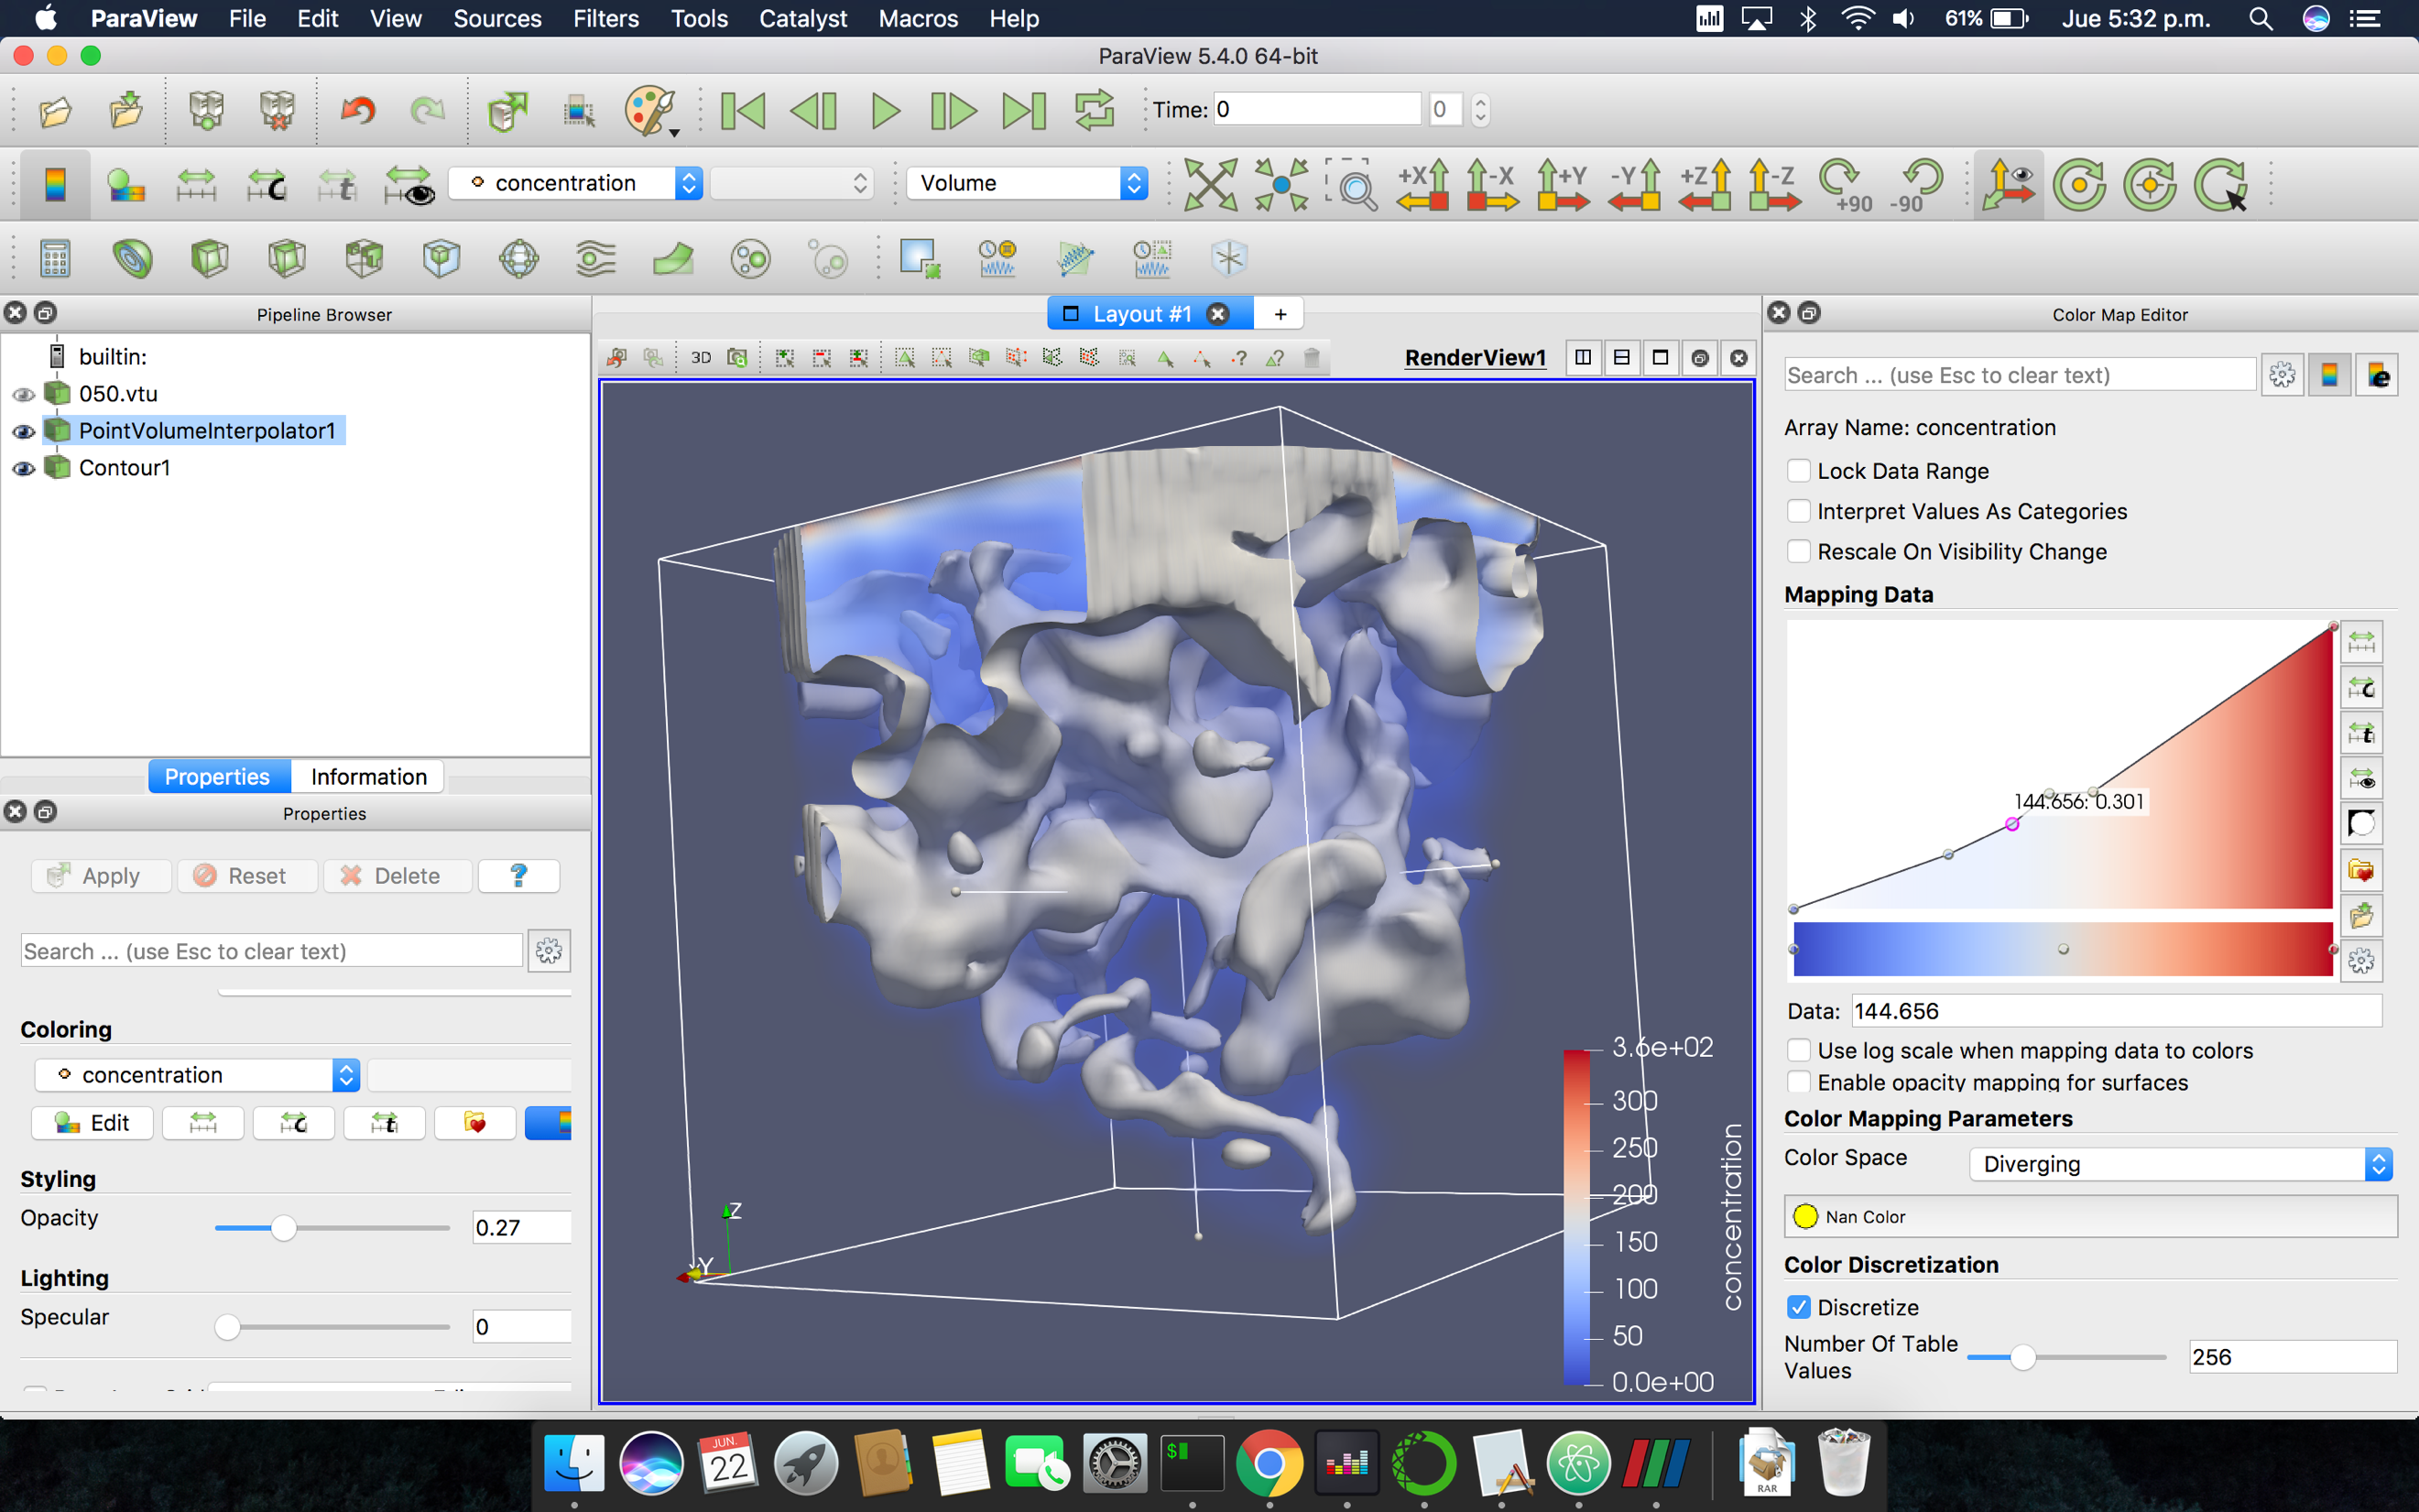 ParaView File Edit View Sources Filters Tools Catalyst Macros Help 61% Jue 5:32 p.m.
ParaView 5.4.0 64-bit
Time: 0 0
concentration Volume +X -X +Y -Y +Z -Z +90 -90
Pipeline Browser
builtin:
050.vtu
PointVolumeInterpolator1
Contour1
Properties Information
Properties
Apply Reset Delete ?
Search ... (use Esc to clear text)
Coloring
concentration
Edit
Styling
Opacity 0.27
Lighting
Specular 0
Layout #1 +
3D RenderView1
Z
Y
3.6e+02
300
250
200
150
100
50
0.0e+00
concentration
Color Map Editor
Search ... (use Esc to clear text)
Array Name: concentration
Lock Data Range
Interpret Values As Categories
Rescale On Visibility Change
Mapping Data
144.656: 0.301
Data: 144.656
Use log scale when mapping data to colors
Enable opacity mapping for surfaces
Color Mapping Parameters
Color Space Diverging
Nan Color
Color Discretization
Discretize
Number Of Table
Values 256
JUN.
22
$
RAR